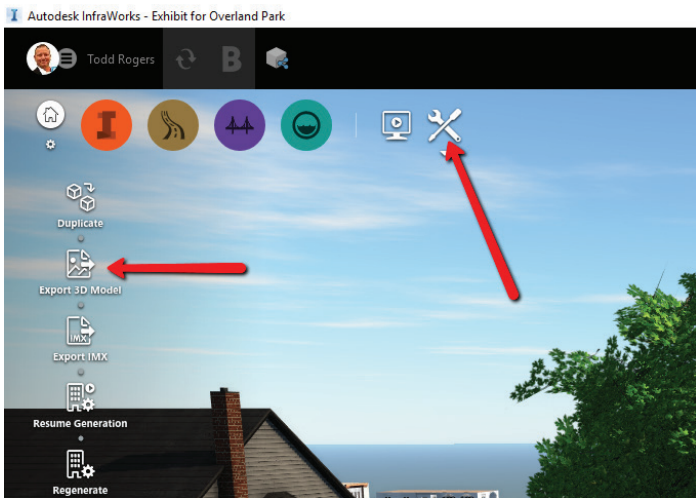 Autodesk InfraWorks - Exhibit for Overland Park
Todd Rogers
B
Duplicate
Export 3D Model
IMX
Export IMX
Resume Generation
Regenerate